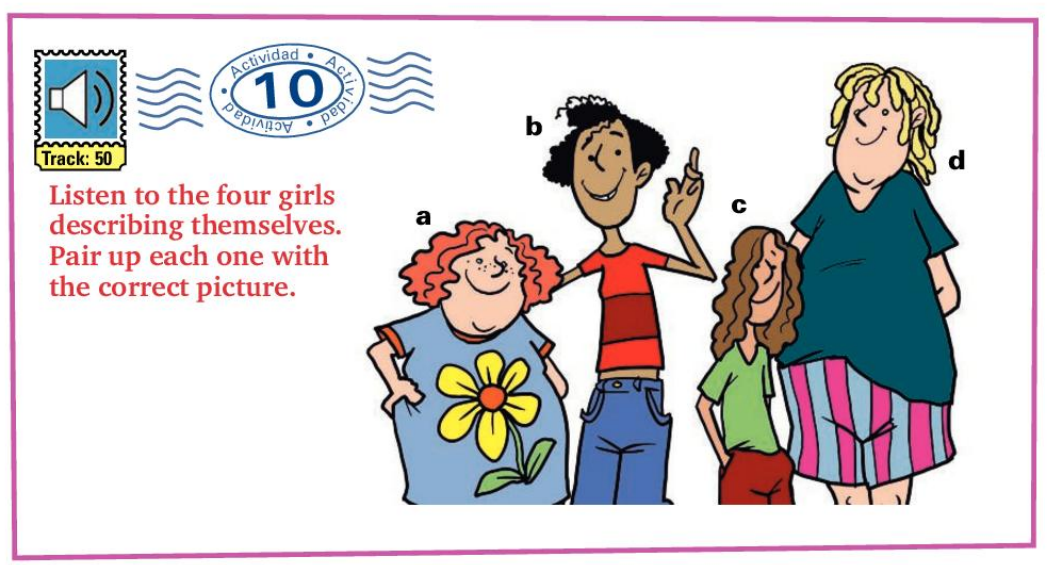 Track: 50
Actividad • Actividad • Actividad • Actividad
10
Listen to the four girls
describing themselves.
Pair up each one with
the correct picture.
a
b
c
d